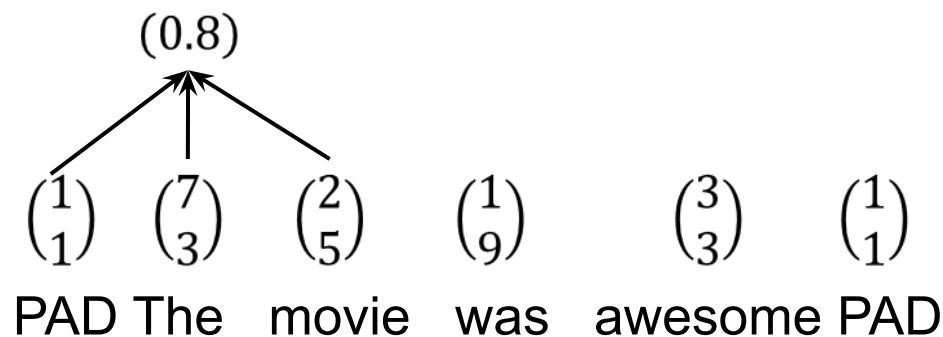 (0.8)
(1 (7 (2 (1 (3 (1
1) 3) 5) 9) 3) 1)
PAD The movie was awesome PAD